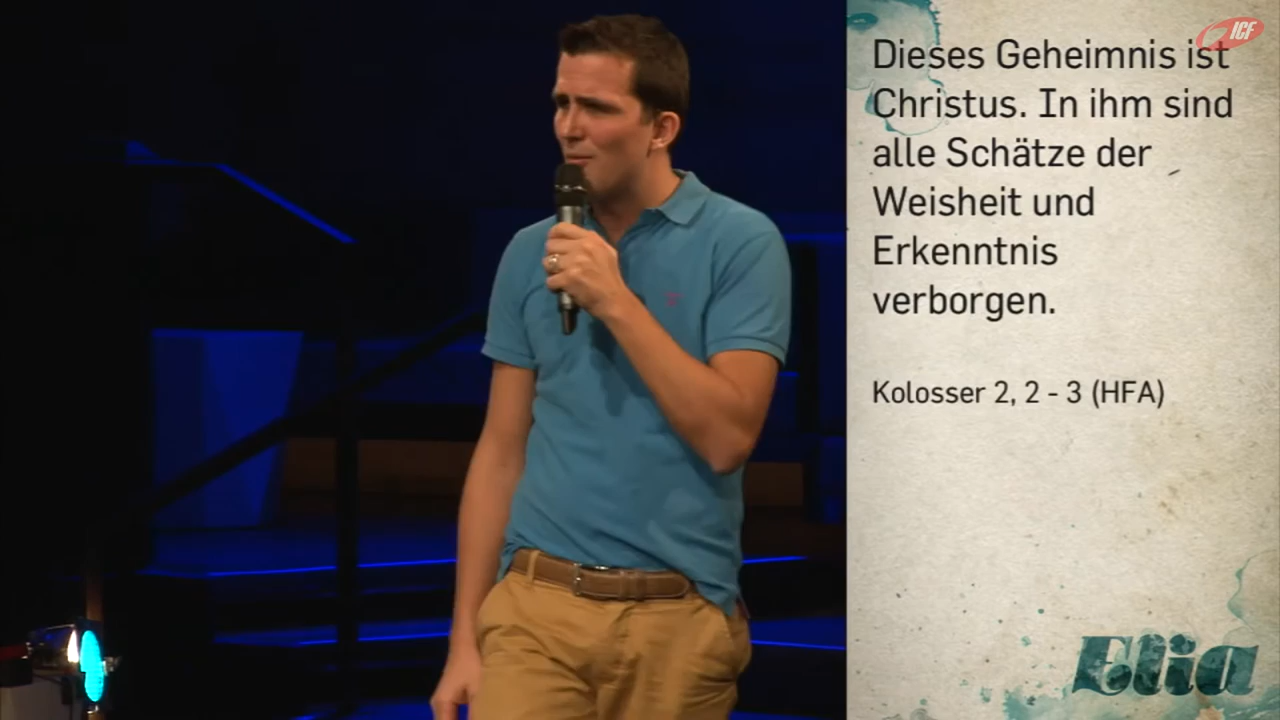 ICF
Dieses Geheimnis ist
Christus. In ihm sind
alle Schätze der
Weisheit und
Erkenntnis
verborgen.
Kolosser 2, 2 - 3 (HFA)
Elia